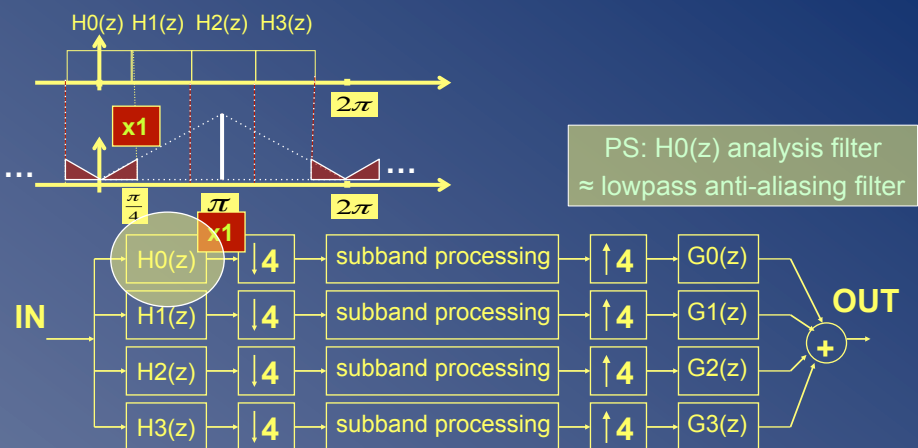 H0(z) H1(z) H2(z) H3(z)
2π
x1
... ...
π/4 π 2π
x1
PS: H0(z) analysis filter
≈ lowpass anti-aliasing filter
IN
H0(z) ↓4 subband processing ↑4 G0(z)
H1(z) ↓4 subband processing ↑4 G1(z)
H2(z) ↓4 subband processing ↑4 G2(z)
H3(z) ↓4 subband processing ↑4 G3(z)
OUT
+